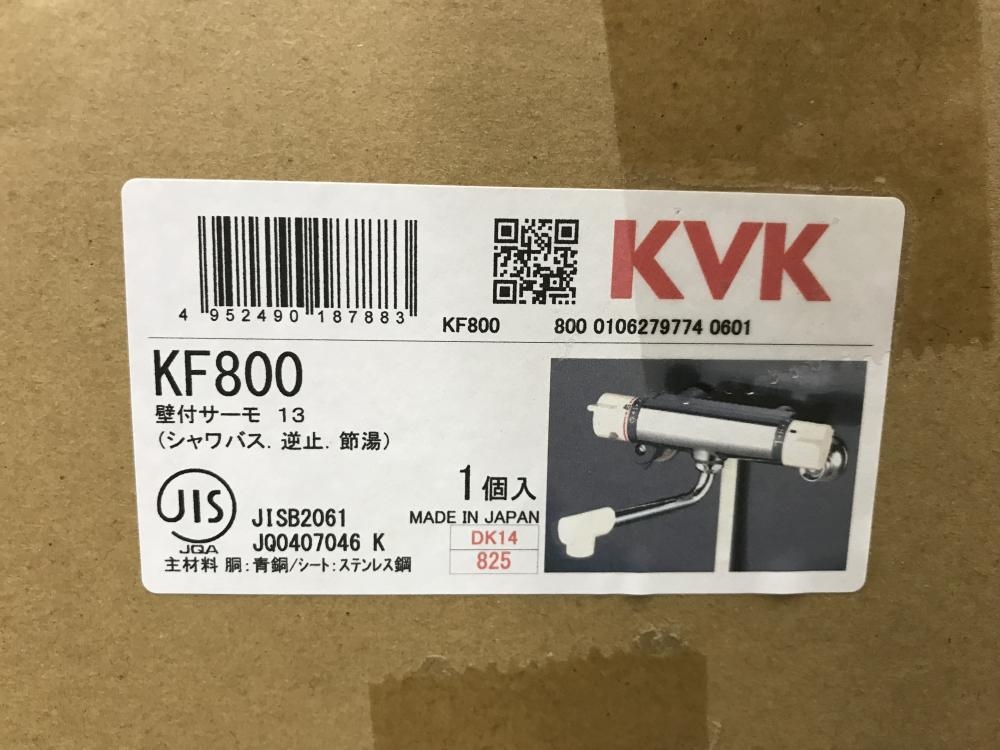 KVK
4 952490 187883
KF800 800 0106279774 0601
KF800
壁付サーモ 13
(シャワバス. 逆止. 節湯)
1個入
MADE IN JAPAN
DK14
825
JIS
JQA
JISB2061
JQ0407046 K
主材料 胴:青銅/シート:ステンレス鋼